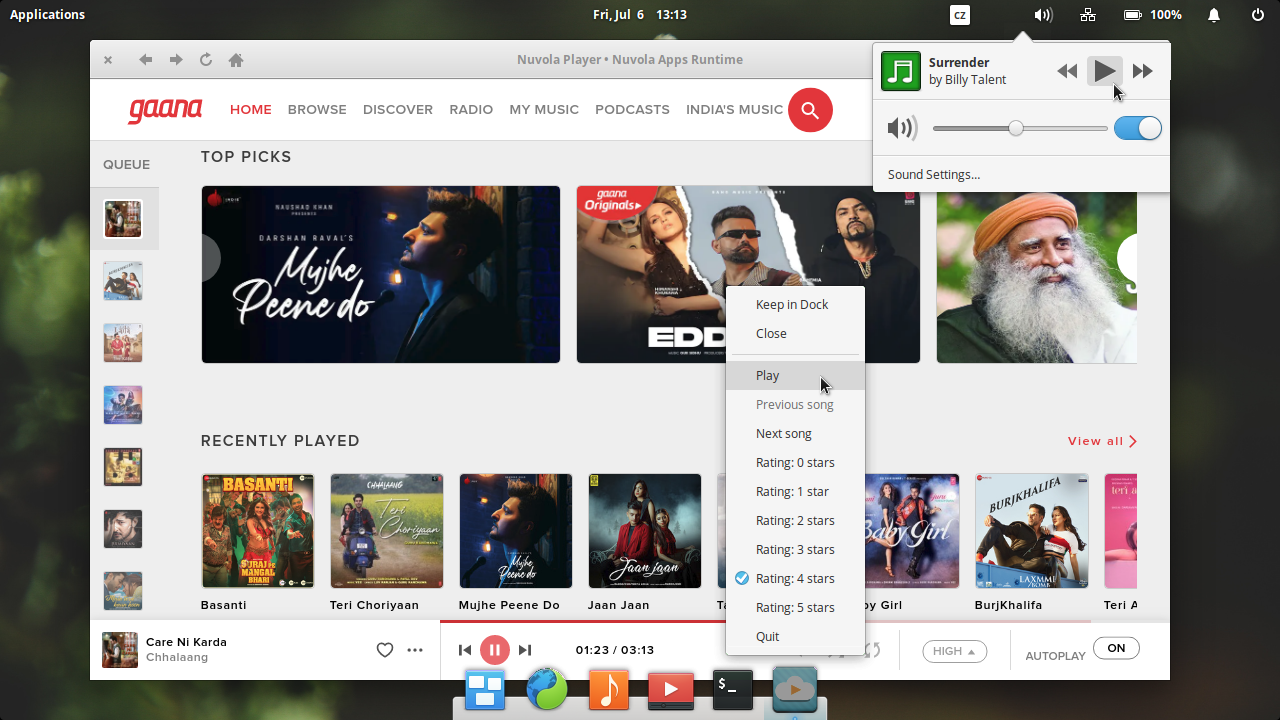 Applications
Fri, Jul 6 13:13
cz
100%
Nuvola Player • Nuvola Apps Runtime
Surrender
by Billy Talent
Sound Settings...
gaana
HOME
BROWSE
DISCOVER
RADIO
MY MUSIC
PODCASTS
INDIA'S MUSIC
QUEUE
TOP PICKS
NAUSHAD KHAN
PRESENTS
DARSHAN RAVAL'S
Mujhe
Peene do
gaana
Originals
EDD
Keep in Dock
Close
Play
Previous song
Next song
Rating: 0 stars
Rating: 1 star
Rating: 2 stars
Rating: 3 stars
Rating: 4 stars
Rating: 5 stars
Quit
RECENTLY PLAYED
View all
BASANTI
SURAJ PE
MANGAL
BHARI
CHHALAANG
Teri
Choriyaan
Mujhe
Peene do
Jaan Jaan
Baby Girl
BURJKHALIFA
LAXMMI
BOMB
teri a
Basanti
Teri Choriyaan
Mujhe Peene Do
Jaan Jaan
Ta
by Girl
BurjKhalifa
Teri A
Care Ni Karda
Chhalaang
01:23 / 03:13
HIGH
AUTOPLAY
ON